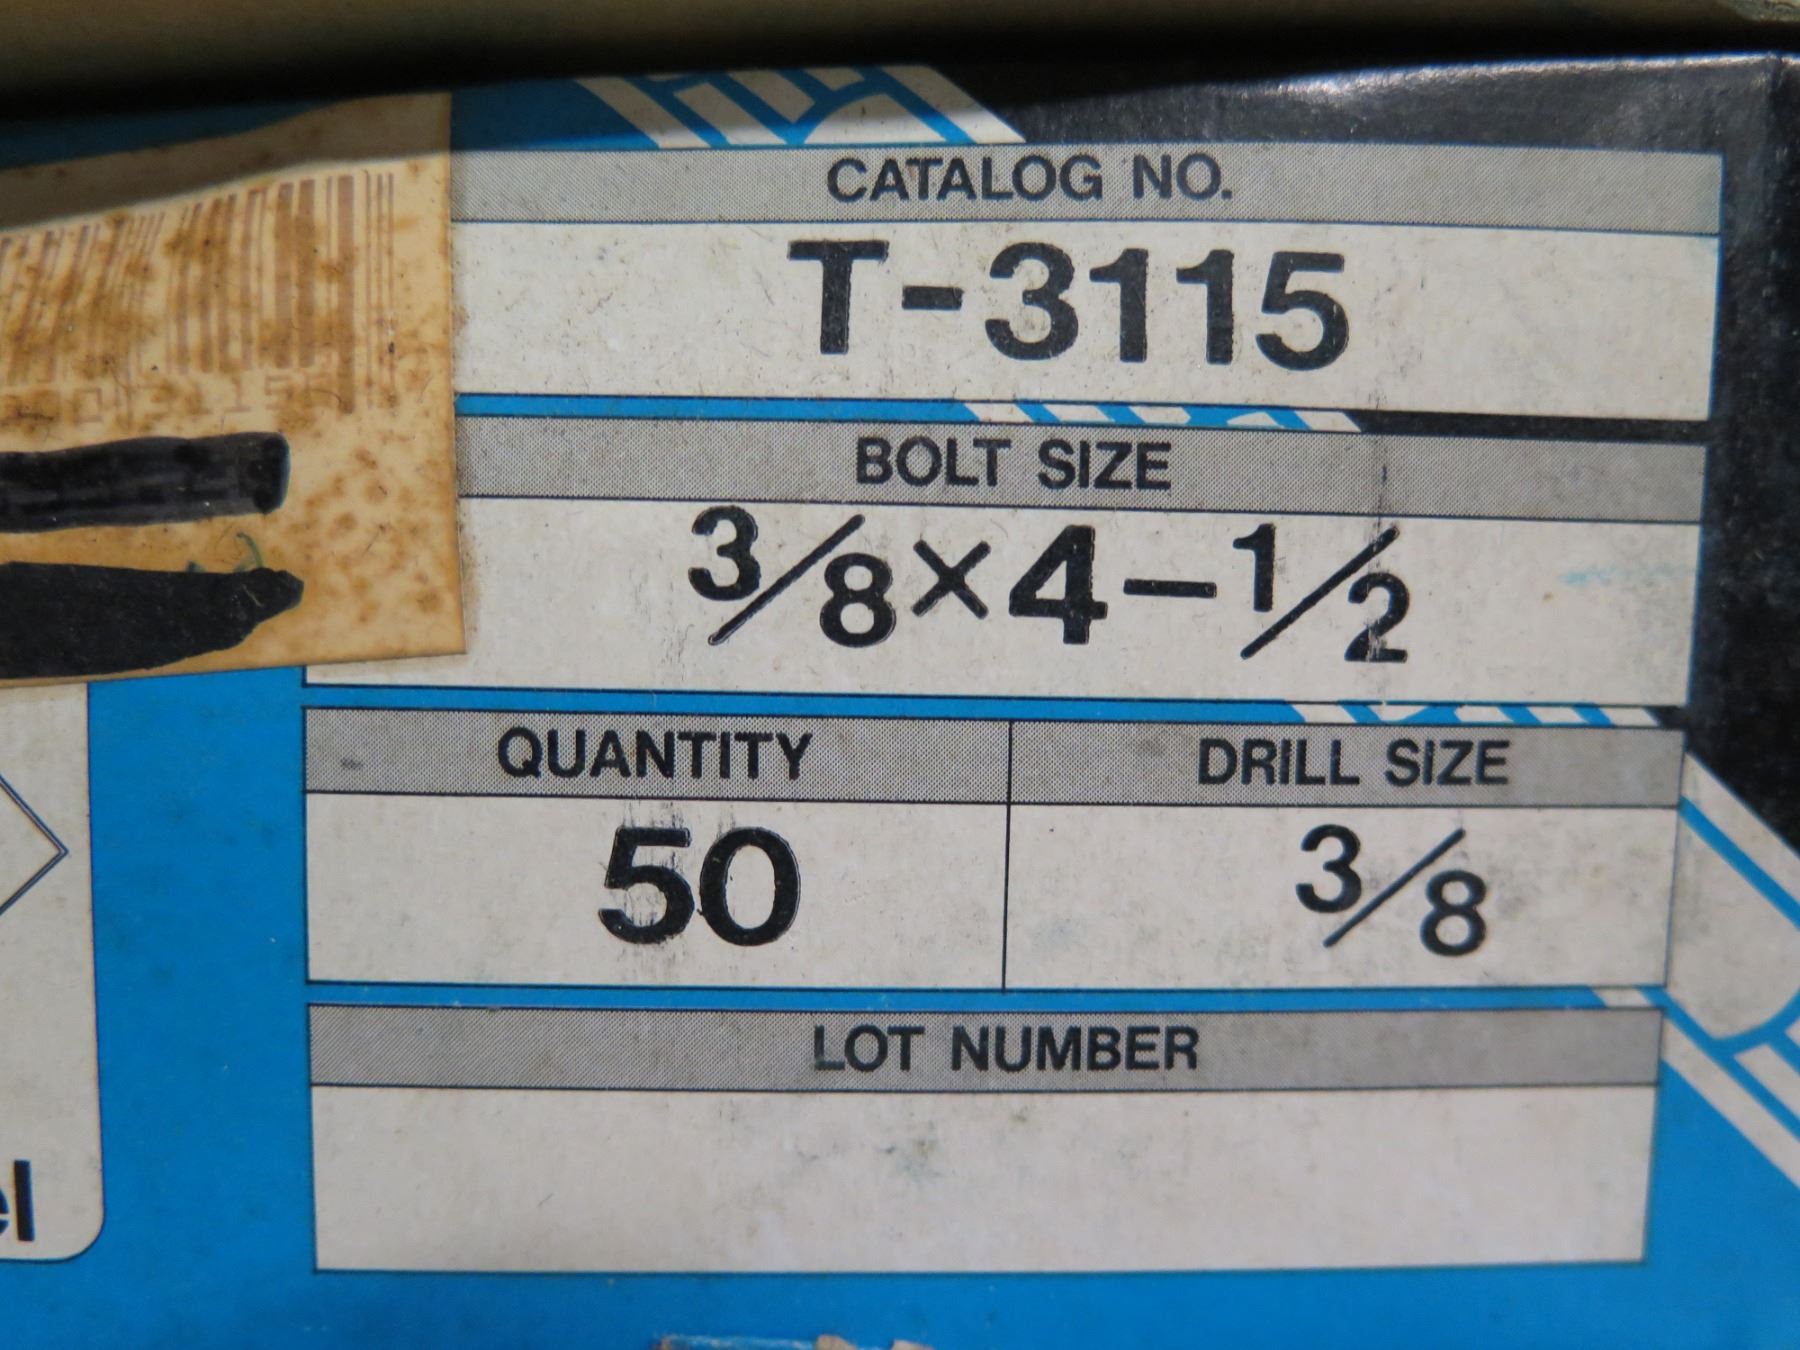 CATALOG NO.
T-3115
BOLT SIZE
3/8×4-1/2
QUANTITY
50
DRILL SIZE
3/8
LOT NUMBER